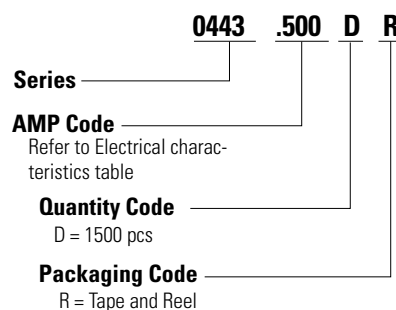 0443 .500 D R
Series
AMP Code
Refer to Electrical charac-
teristics table
Quantity Code
D = 1500 pcs
Packaging Code
R = Tape and Reel